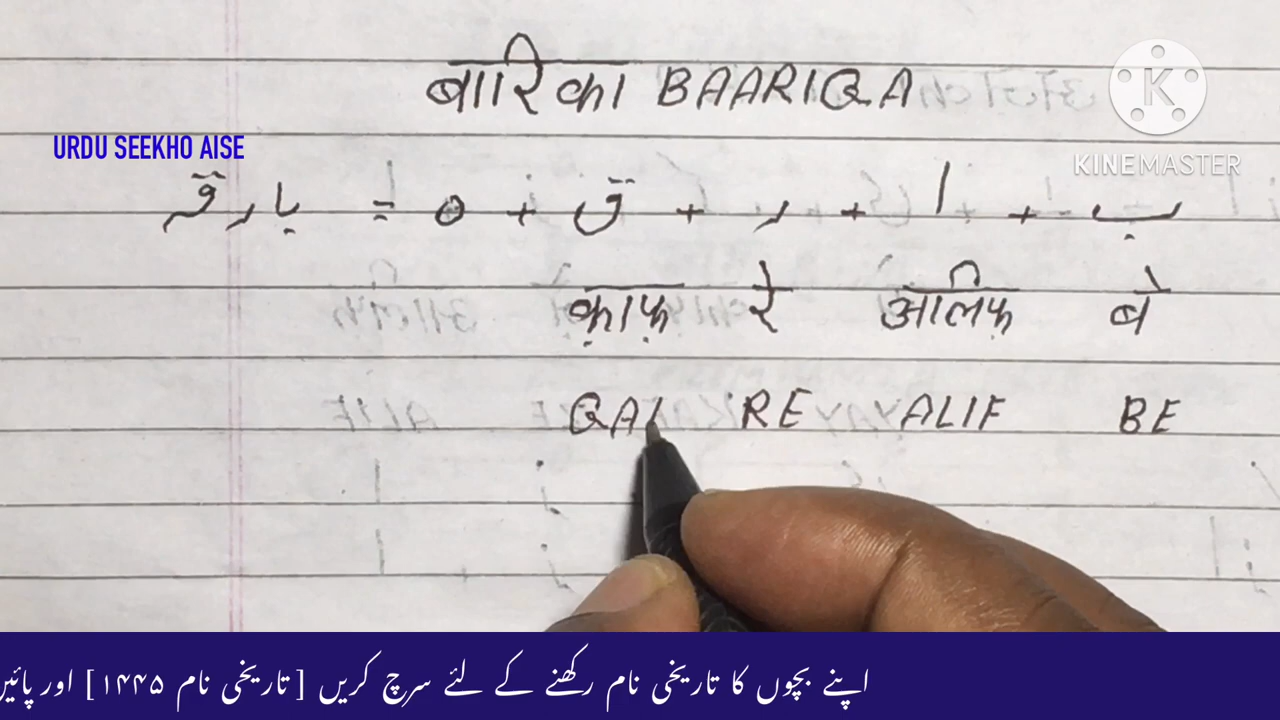 बारिका BAARIQA
KINEMASTER
URDU SEEKHO AISE
ب + ا + ر + ق + ہ = بارقہ
बे अलिफ़ रे क़ाफ़
BE ALIF RE QAF
اپنے بچوں کا تاریخی نام رکھنے کے لئے سرچ کریں [تاریخی نام ۱۴۴۵] اور پائیں